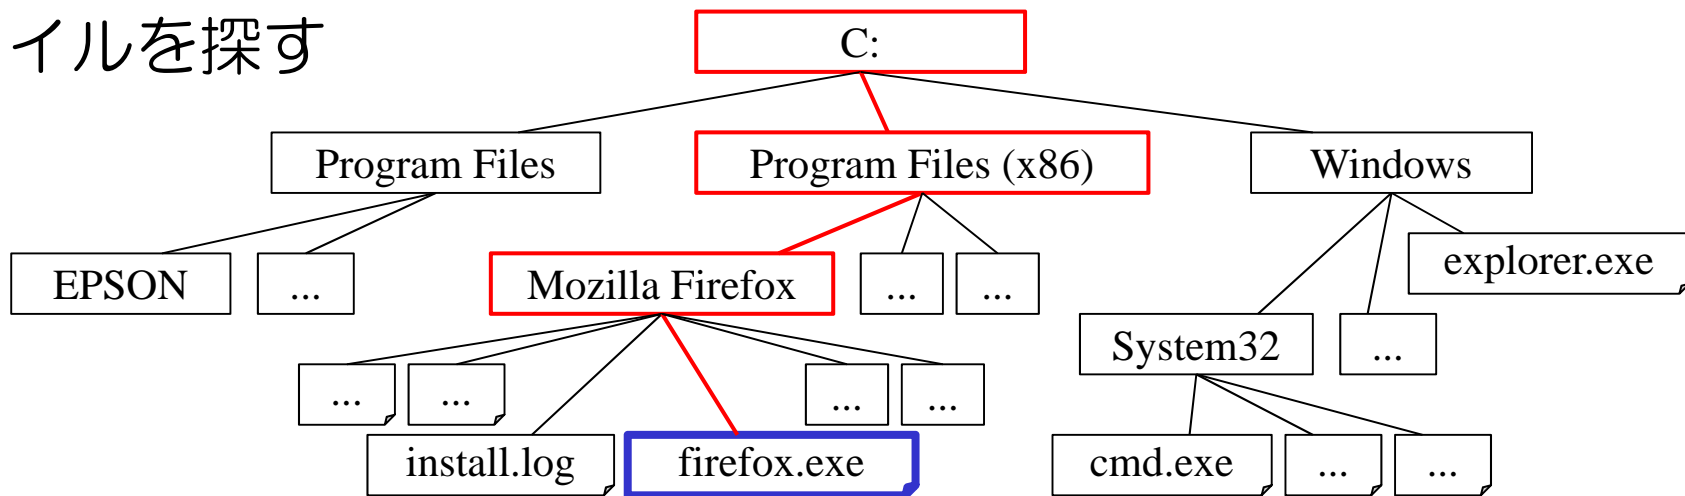 イルを探す
C:
Program Files
Program Files (x86)
Windows
EPSON
...
Mozilla Firefox
...
...
explorer.exe
System32
...
...
...
...
...
install.log
firefox.exe
cmd.exe
...
...